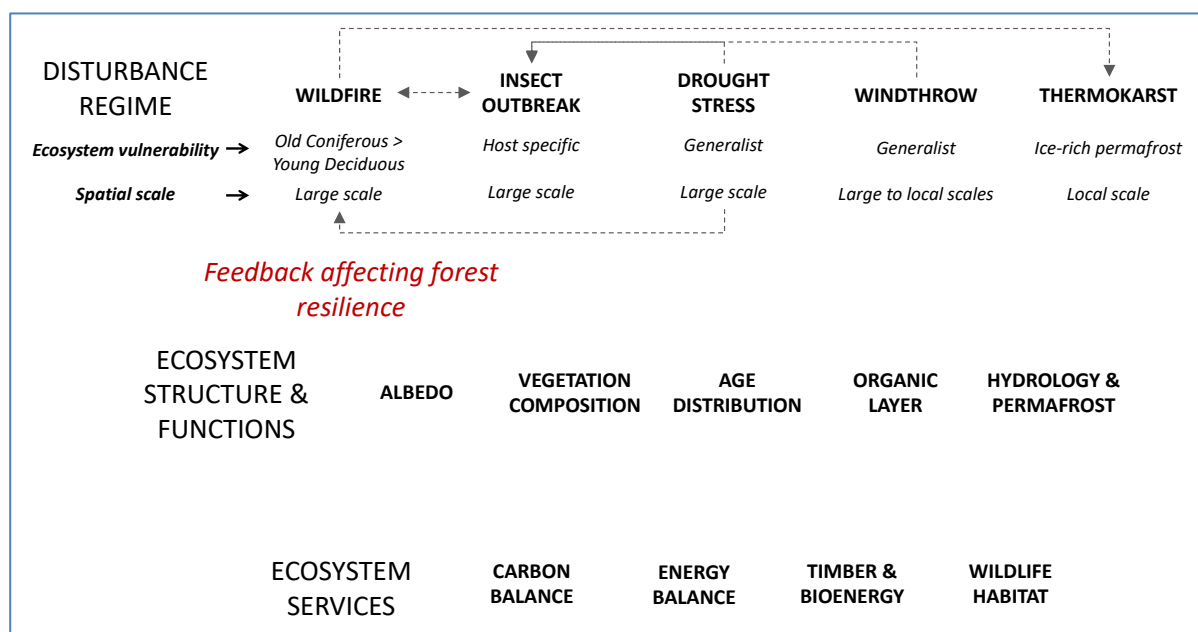 DISTURBANCE
REGIME
WILDFIRE
INSECT
OUTBREAK
DROUGHT
STRESS
WINDTHROW
THERMOKARST
Ecosystem vulnerability
Old Coniferous >
Young Deciduous
Host specific
Generalist
Generalist
Ice-rich permafrost
Spatial scale
Large scale
Large scale
Large scale
Large to local scales
Local scale
Feedback affecting forest
resilience
ECOSYSTEM
STRUCTURE &
FUNCTIONS
ALBEDO
VEGETATION
COMPOSITION
AGE
DISTRIBUTION
ORGANIC
LAYER
HYDROLOGY &
PERMAFROST
ECOSYSTEM
SERVICES
CARBON
BALANCE
ENERGY
BALANCE
TIMBER &
BIOENERGY
WILDLIFE
HABITAT